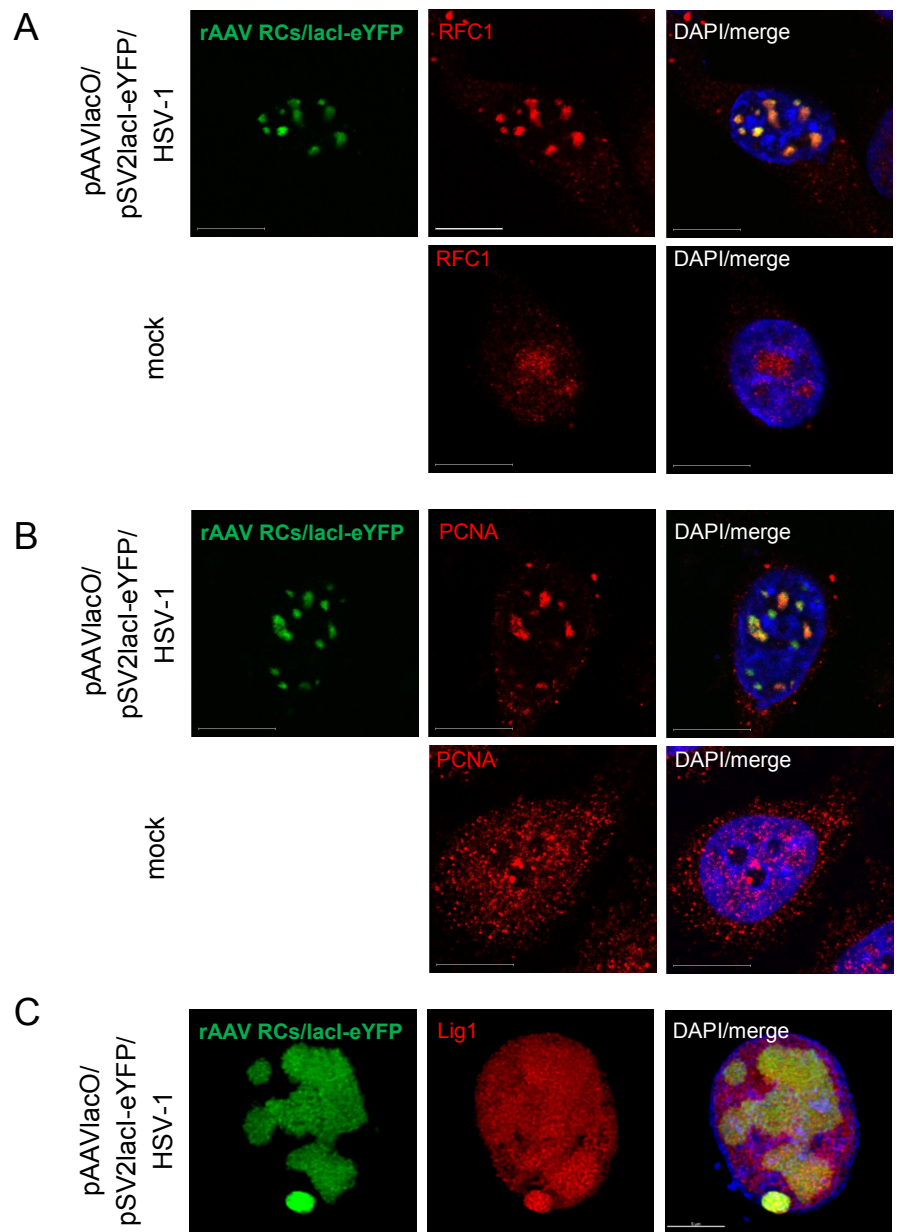 A
pAAVlacO/
pSV2lacI-eYFP/
HSV-1
rAAV RCs/lacI-eYFP
RFC1
DAPI/merge
mock
RFC1
DAPI/merge
B
pAAVlacO/
pSV2lacI-eYFP/
HSV-1
rAAV RCs/lacI-eYFP
PCNA
DAPI/merge
mock
PCNA
DAPI/merge
C
pAAVlacO/
pSV2lacI-eYFP/
HSV-1
rAAV RCs/lacI-eYFP
Lig1
DAPI/merge